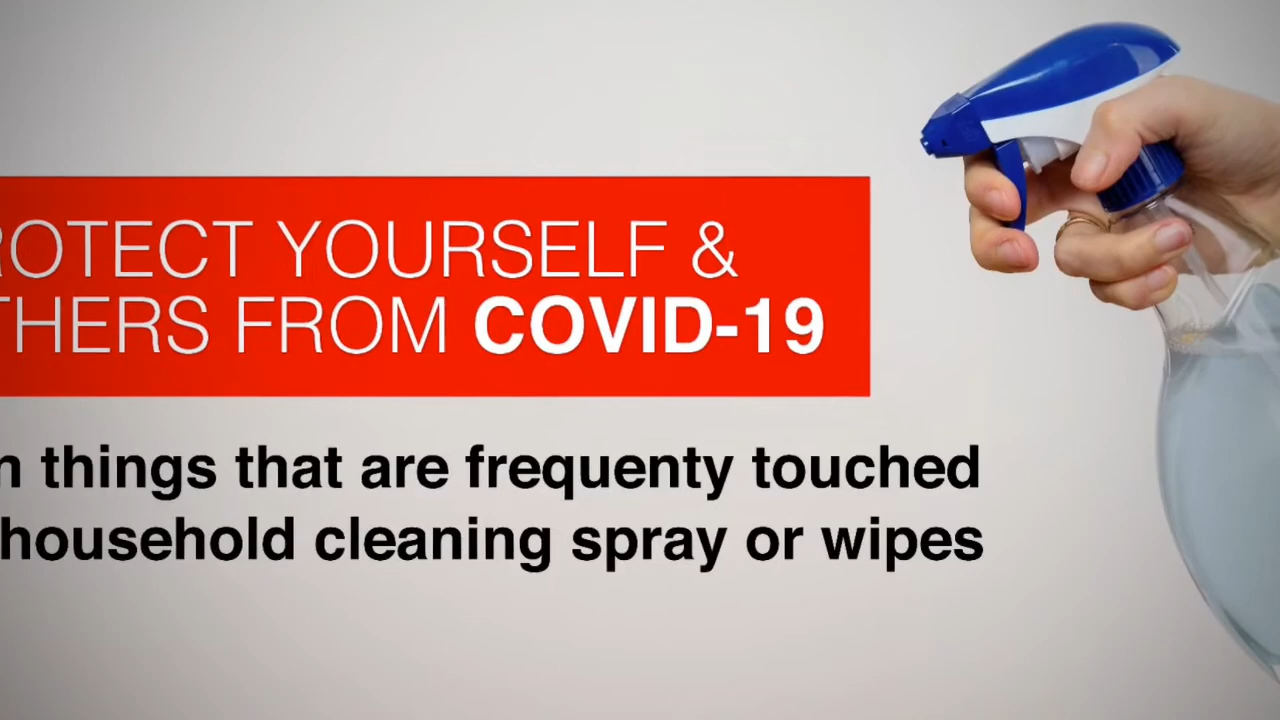 ROTECT YOURSELF &
THERS FROM COVID-19
n things that are frequenty touched
household cleaning spray or wipes